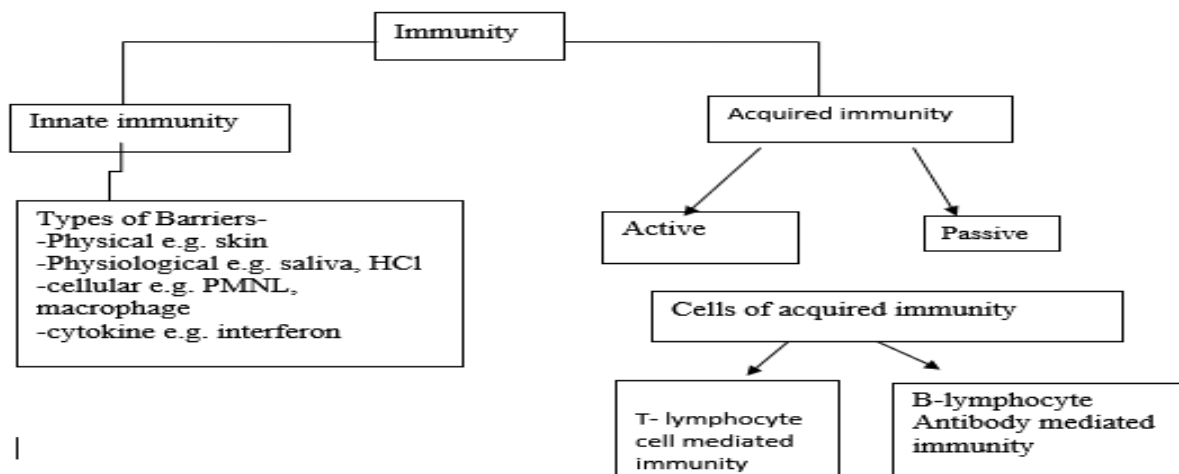 Immunity
Innate immunity
Acquired immunity
Types of Barriers-
-Physical e.g. skin
-Physiological e.g. saliva, HCl
-cellular e.g. PMNL,
macrophage
-cytokine e.g. interferon
Active
Passive
Cells of acquired immunity
T- lymphocyte
cell mediated
immunity
B-lymphocyte
Antibody mediated
immunity